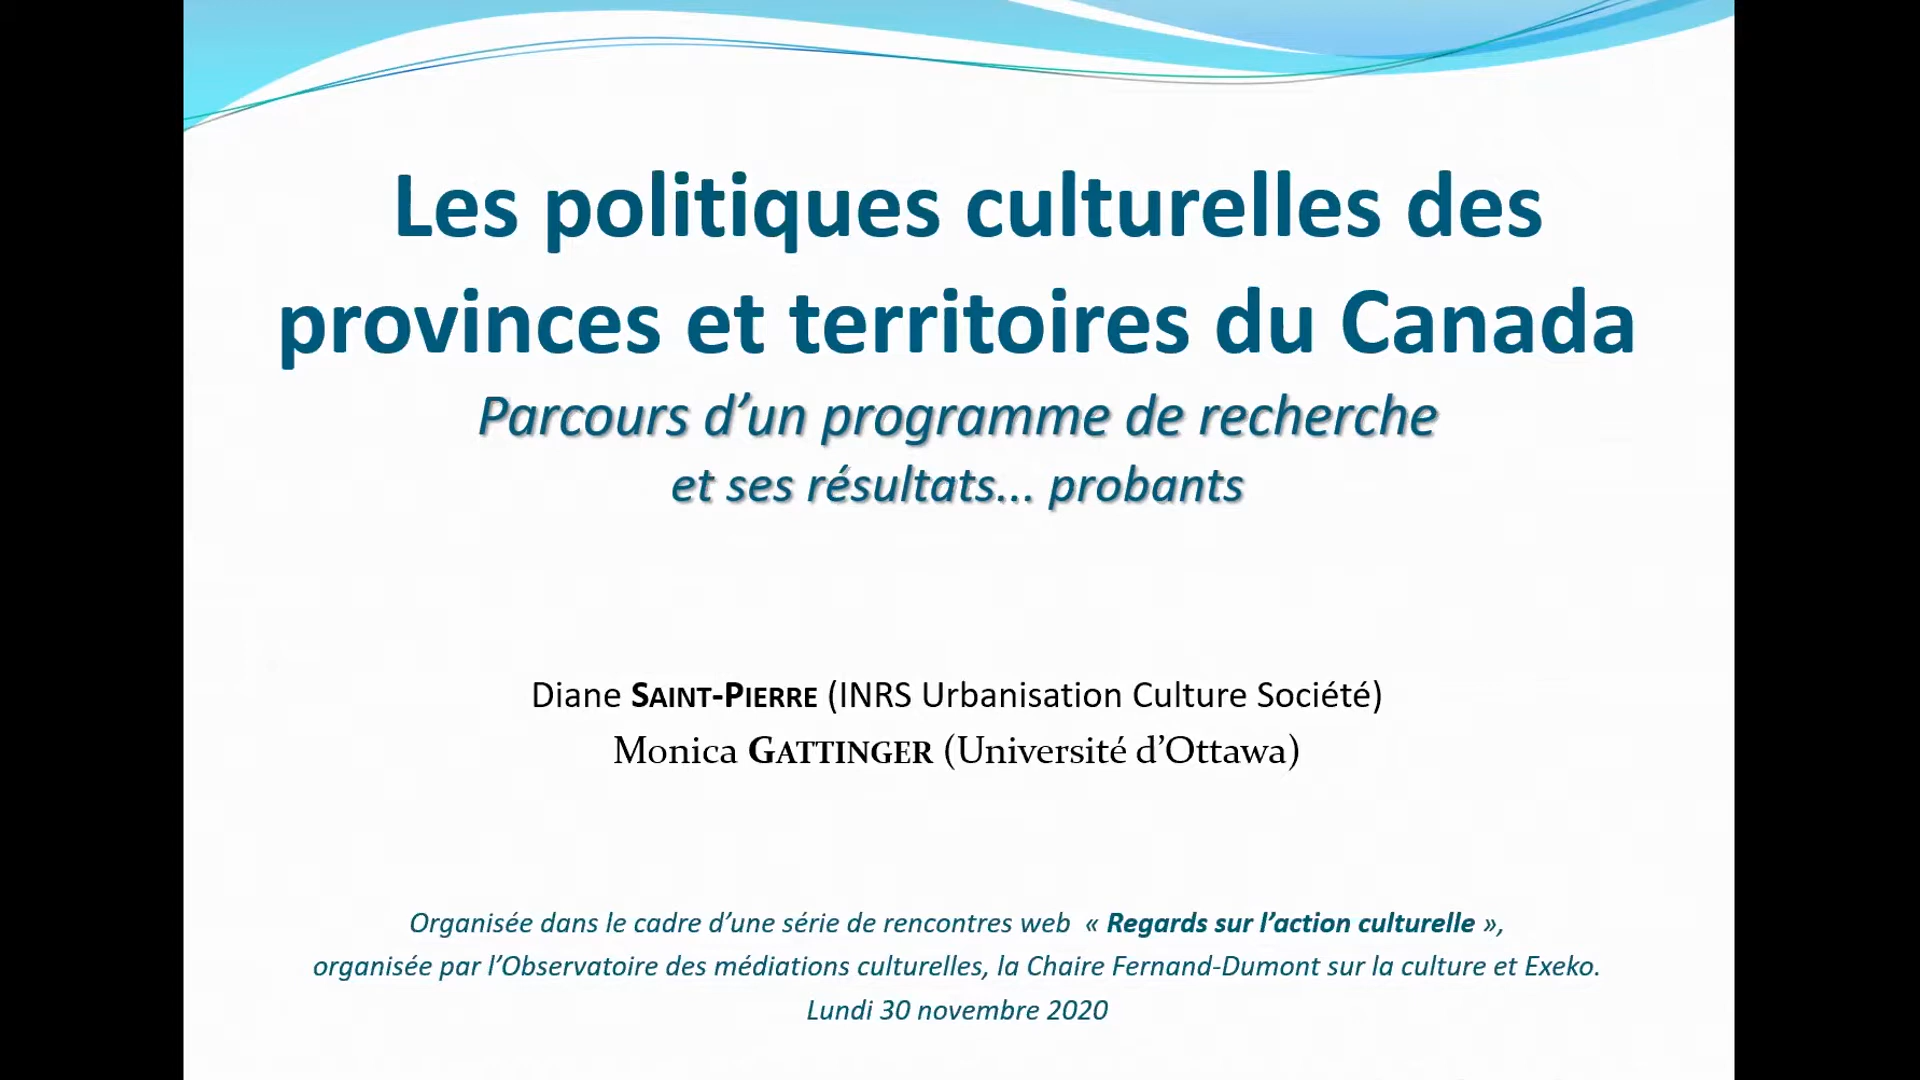 Les politiques culturelles des
provinces et territoires du Canada
Parcours d’un programme de recherche
et ses résultats... probants
Diane SAINT-PIERRE (INRS Urbanisation Culture Société)
Monica GATTINGER (Université d’Ottawa)
Organisée dans le cadre d’une série de rencontres web « Regards sur l’action culturelle »,
organisée par l’Observatoire des médiations culturelles, la Chaire Fernand-Dumont sur la culture et Exeko.
Lundi 30 novembre 2020